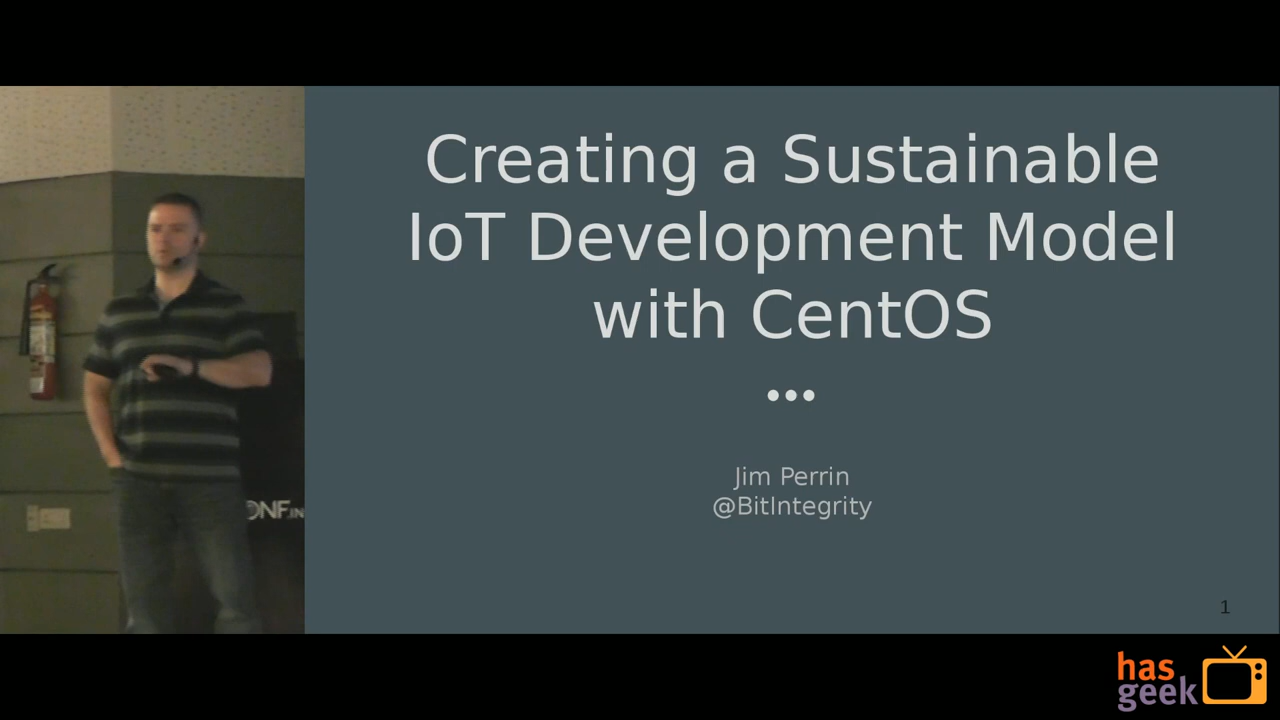 Creating a Sustainable
IoT Development Model
with CentOS
Jim Perrin
@BitIntegrity
1
has
geek